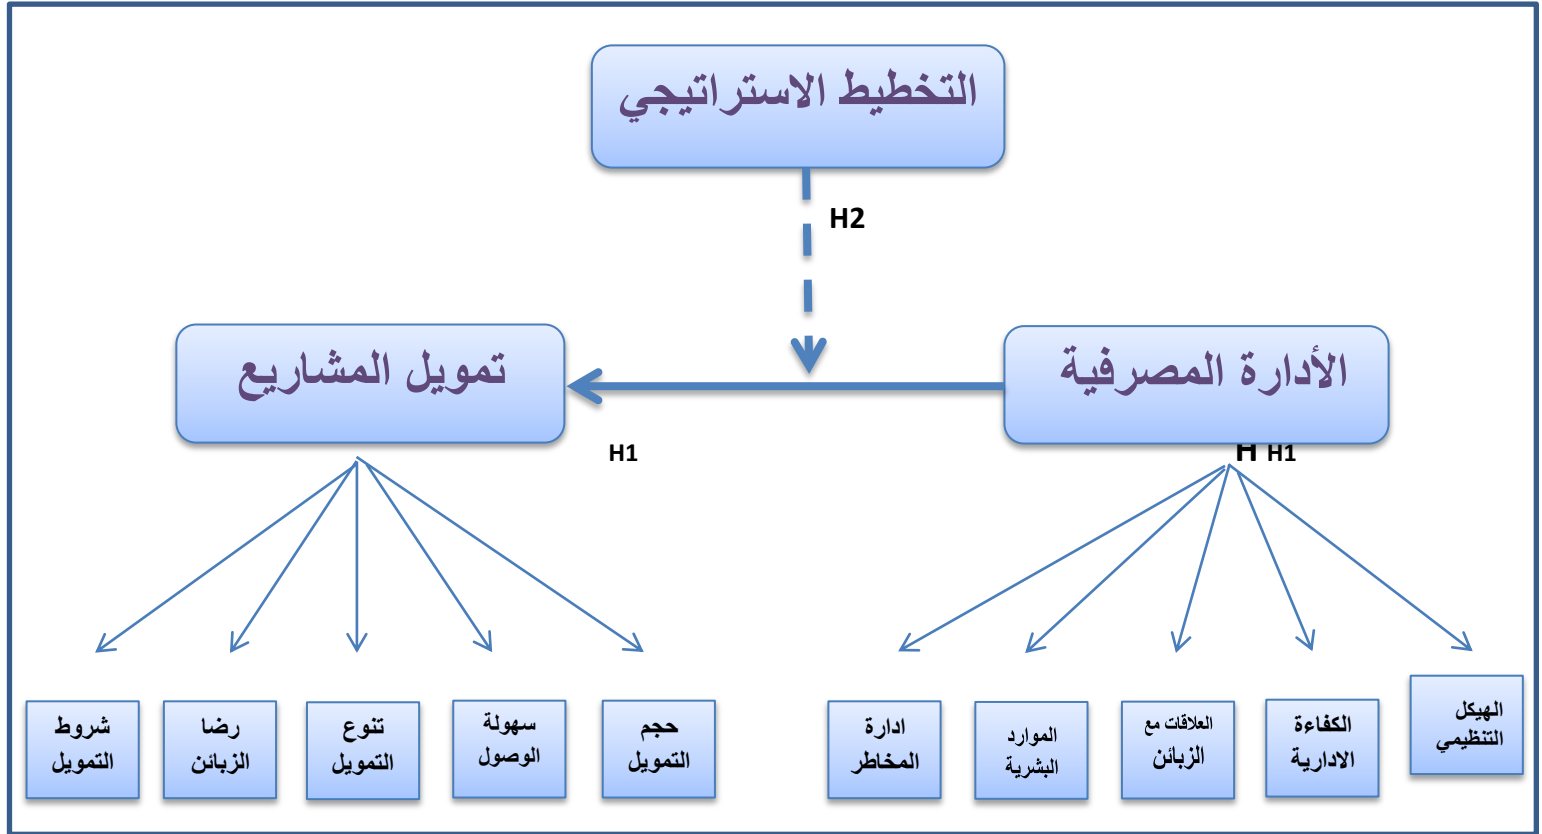 التخطيط الاستراتيجي
H2
الأدارة المصرفية
تمويل المشاريع
H H1
H1
الهيكل
التنظيمي
الكفاءة
الادارية
العلاقات مع
الزبائن
الموارد
البشرية
ادارة
المخاطر
حجم
التمويل
سهولة
الوصول
تنوع
التمويل
رضا
الزبائن
شروط
التمويل